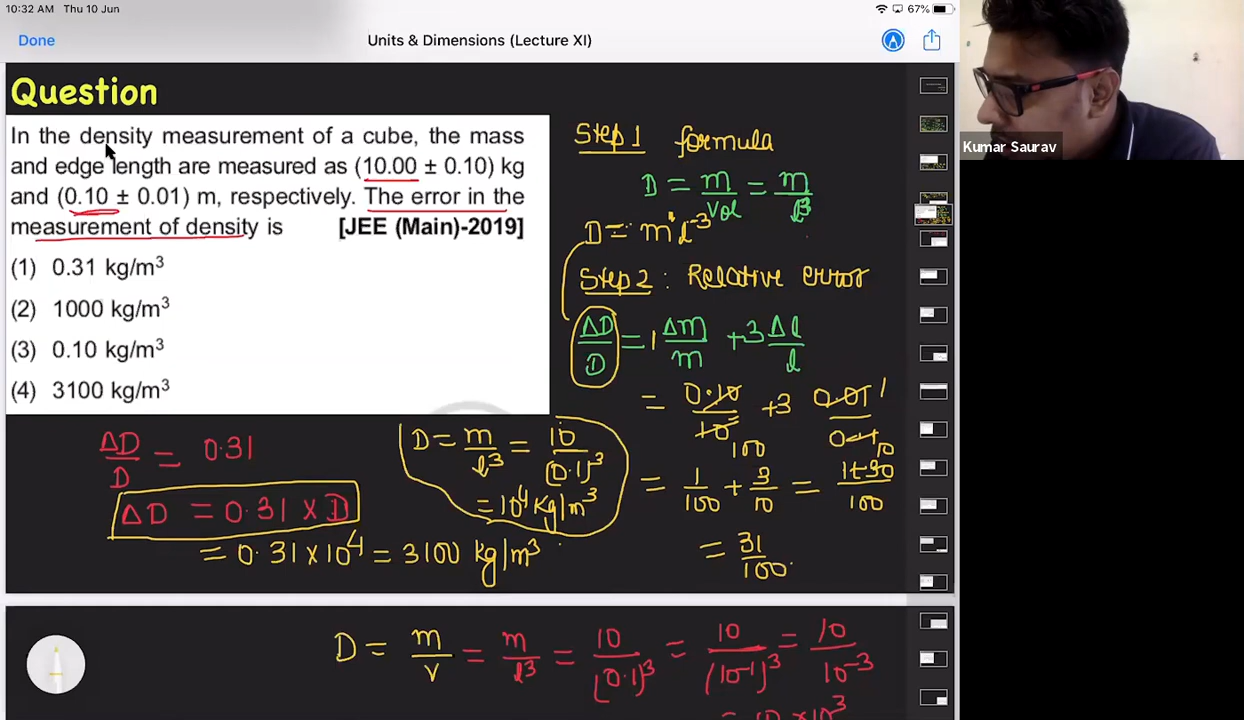 10:32 AM Thu 10 Jun
67%
Done
Units & Dimensions (Lecture XI)
Kumar Saurav
Question
In the density measurement of a cube, the mass
and edge length are measured as (10.00 ± 0.10) kg
and (0.10 ± 0.01) m, respectively. The error in the
measurement of density is [JEE (Main)-2019]
(1) 0.31 kg/m³
(2) 1000 kg/m³
(3) 0.10 kg/m³
(4) 3100 kg/m³
Step 1 formula
D = m/Vol = m/l³
D = m¹l⁻³
Step 2 : Relative error
ΔD/D = 1 Δm/m + 3 Δl/l
= 0.10/10 100 + 3 0.01 1/0.1 10
= 1/100 + 3/10 = 1+30/100
= 31/100
D = m/l³ = 10/(0.1)³
= 10⁴ Kg/m³
ΔD/D = 0.31
ΔD = 0.31 × D
= 0.31 × 10⁴ = 3100 kg/m³
D = m/v = m/l³ = 10/(0.1)³ = 10/(10⁻¹)³ = 10/10⁻³
= 10 × 10³